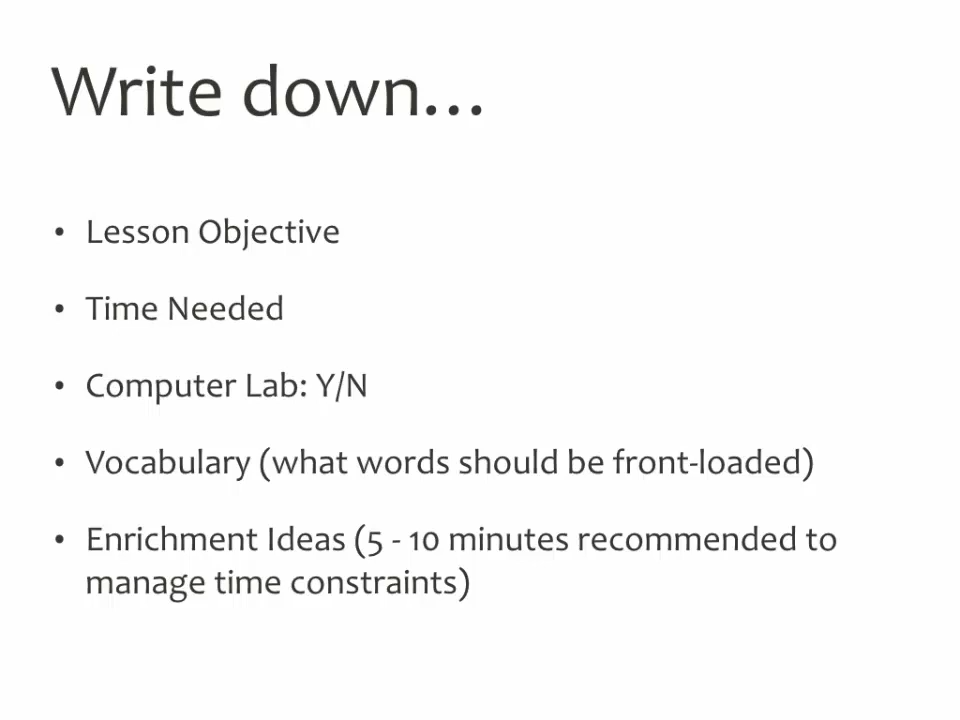 Write down...
• Lesson Objective
• Time Needed
• Computer Lab: Y/N
• Vocabulary (what words should be front-loaded)
• Enrichment Ideas (5 - 10 minutes recommended to
manage time constraints)